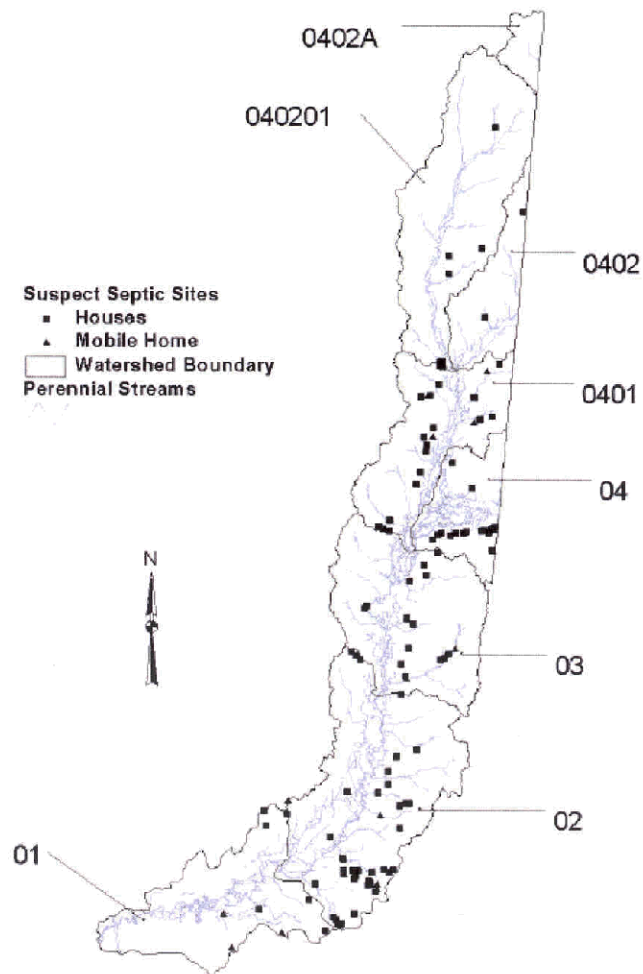 0402A
040201
0402
Suspect Septic Sites
Houses
Mobile Home
Watershed Boundary
Perennial Streams
0401
04
N
03
02
01